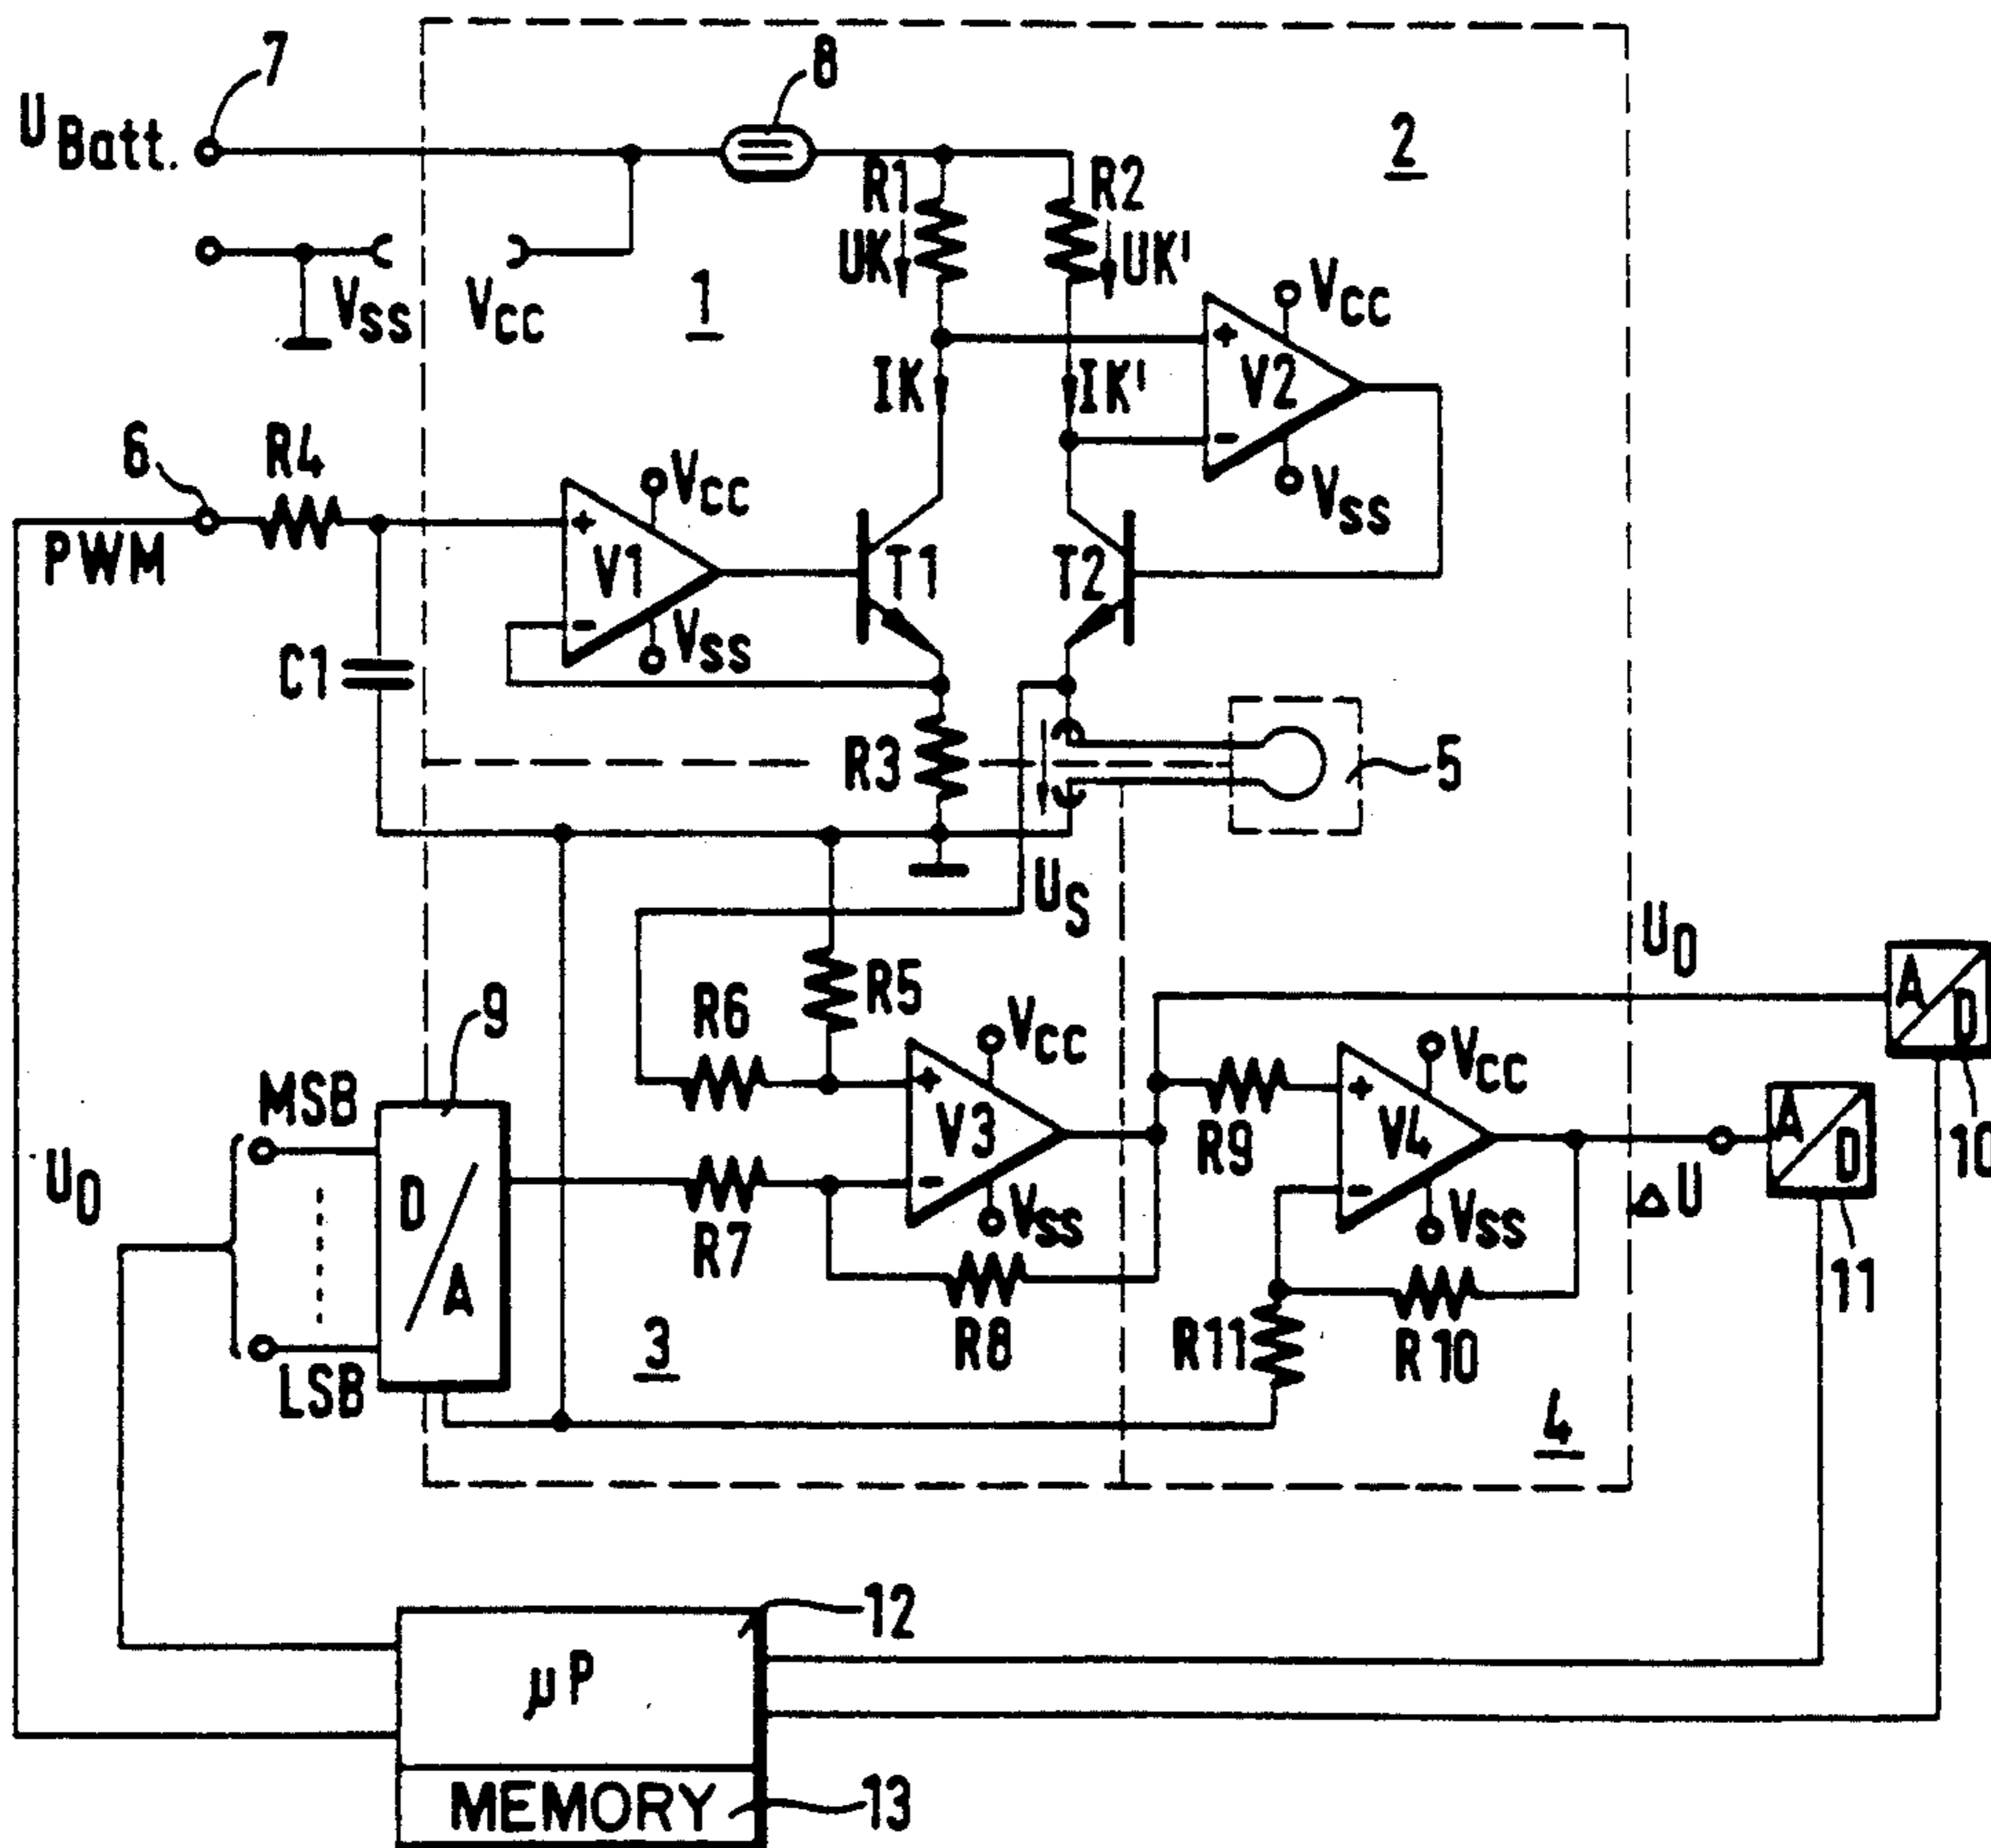 7
8
U Batt.
2
R1
R2
UK
UK'
VSS
VCC
1
VCC
IK
IK'
V2
6
R4
VCC
VSS
PWM
V1
T1
T2
C1
VSS
R3
5
US
U0
9
R5
R6
VCC
A
D
MSB
VCC
V3
V4
A
D
10
U0
D
R9
R7
VSS
VSS
ΔU
11
A
R8
R11
R10
3
LSB
4
12
µP
MEMORY
13